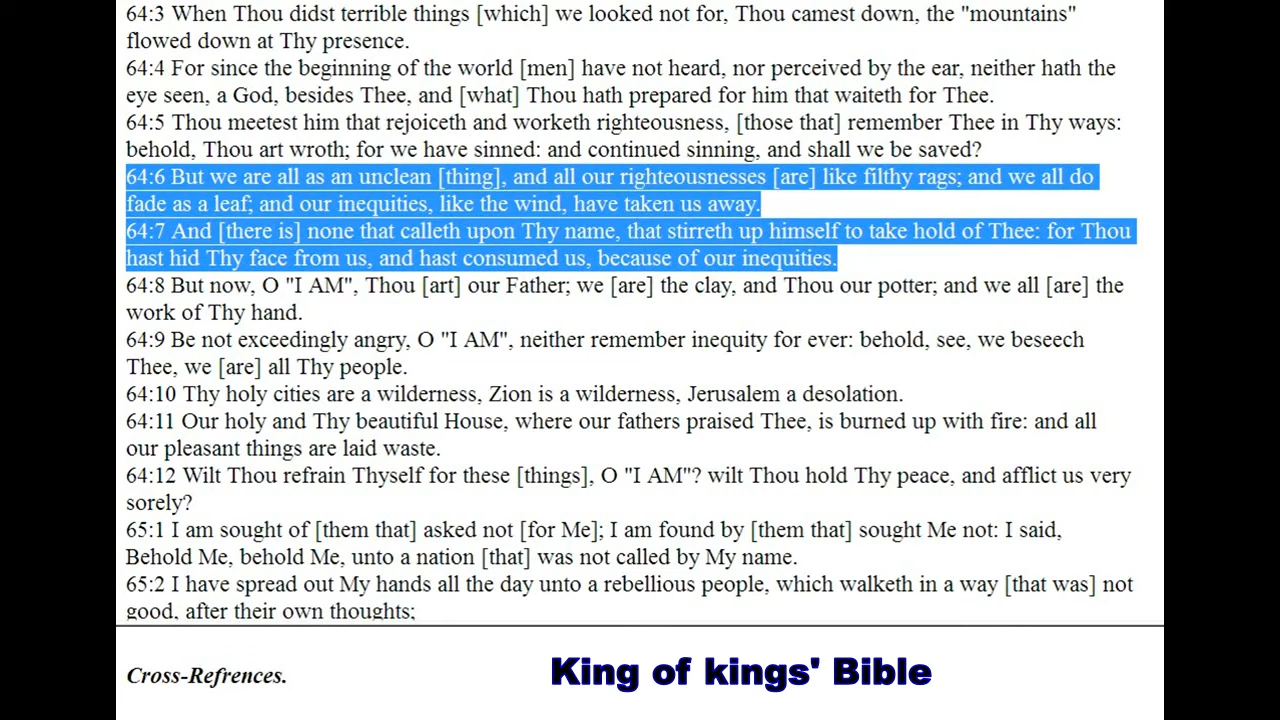 64:3 When Thou didst terrible things [which] we looked not for, Thou camest down, the "mountains"
flowed down at Thy presence.
64:4 For since the beginning of the world [men] have not heard, nor perceived by the ear, neither hath the
eye seen, a God, besides Thee, and [what] Thou hath prepared for him that waiteth for Thee.
64:5 Thou meetest him that rejoiceth and worketh righteousness, [those that] remember Thee in Thy ways:
behold, Thou art wroth; for we have sinned: and continued sinning, and shall we be saved?
64:6 But we are all as an unclean [thing], and all our righteousnesses [are] like filthy rags; and we all do
fade as a leaf; and our inequities, like the wind, have taken us away.
64:7 And [there is] none that calleth upon Thy name, that stirreth up himself to take hold of Thee: for Thou
hast hid Thy face from us, and hast consumed us, because of our inequities.
64:8 But now, O "I AM", Thou [art] our Father; we [are] the clay, and Thou our potter; and we all [are] the
work of Thy hand.
64:9 Be not exceedingly angry, O "I AM", neither remember inequity for ever: behold, see, we beseech
Thee, we [are] all Thy people.
64:10 Thy holy cities are a wilderness, Zion is a wilderness, Jerusalem a desolation.
64:11 Our holy and Thy beautiful House, where our fathers praised Thee, is burned up with fire: and all
our pleasant things are laid waste.
64:12 Wilt Thou refrain Thyself for these [things], O "I AM"? wilt Thou hold Thy peace, and afflict us very
sorely?
65:1 I am sought of [them that] asked not [for Me]; I am found by [them that] sought Me not: I said,
Behold Me, behold Me, unto a nation [that] was not called by My name.
65:2 I have spread out My hands all the day unto a rebellious people, which walketh in a way [that was] not
good, after their own thoughts;
Cross-Refrences.
King of kings' Bible